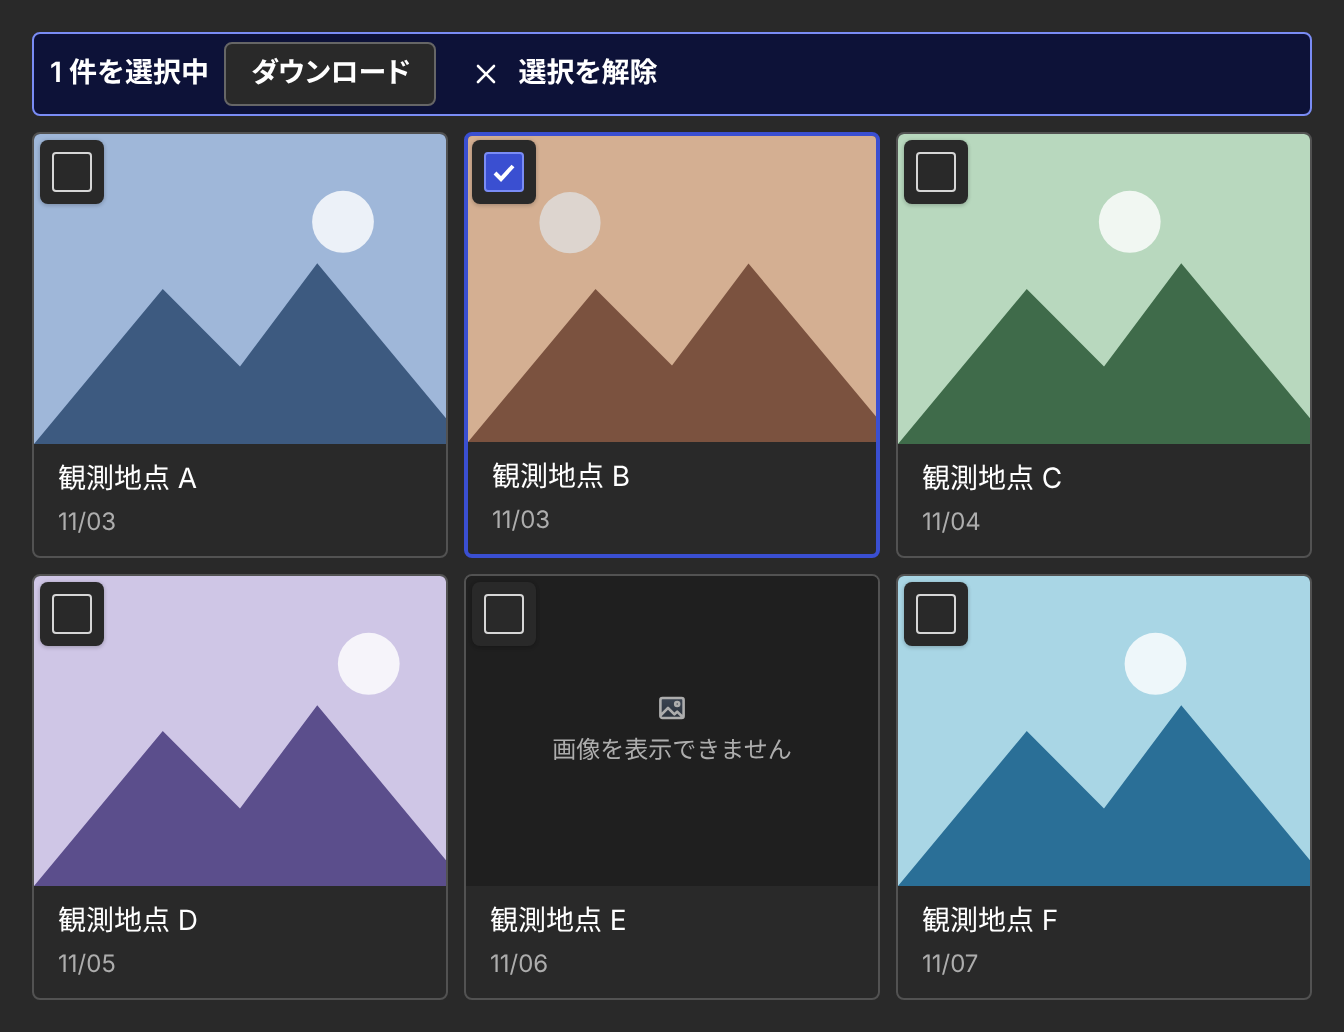 1 件を選択中 ダウンロード 選択を解除
観測地点 A
11/03
観測地点 B
11/03
観測地点 C
11/04
観測地点 D
11/05
画像を表示できません
観測地点 E
11/06
観測地点 F
11/07